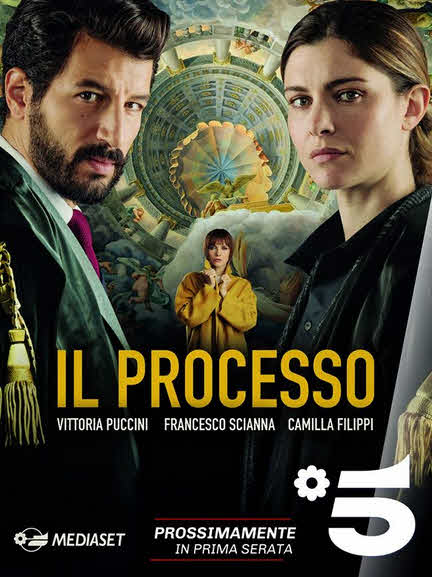 IL PROCESSO
VITTORIA PUCCINI FRANCESCO SCIANNA CAMILLA FILIPPI
5
MEDIASET
PROSSIMAMENTE
IN PRIMA SERATA